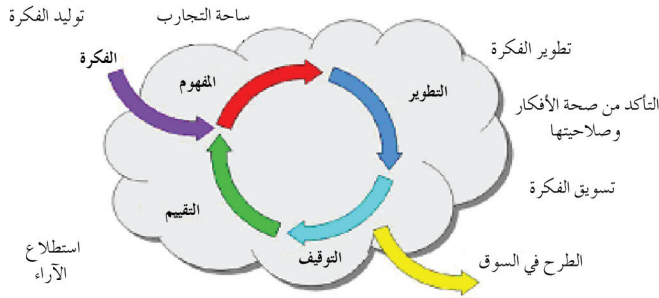 ساحة التجارب
توليد الفكرة
تطوير الفكرة
الفكرة
المفهوم
التطوير
التأكد من صحة الأفكار
وصلاحيتها
تسويق الفكرة
التقييم
التوقيف
الطرح في السوق
استطلاع
الآراء